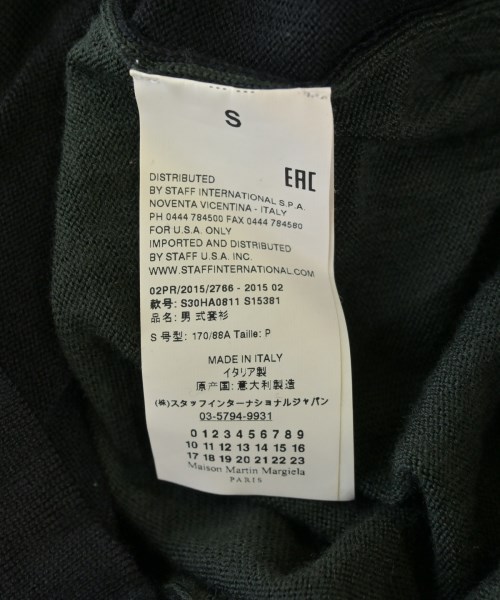 S
DISTRIBUTED
BY STAFF INTERNATIONAL S.P.A.
NOVENTA VICENTINA - ITALY
PH 0444 784500 FAX 0444 784580
FOR U.S.A. ONLY
IMPORTED AND DISTRIBUTED
BY STAFF U.S.A. INC.
WWW.STAFFINTERNATIONAL.COM
EAC
02PR/2015/2766 - 2015 02
款号: S30HA0811 S15381
品名: 男 式套衫
S 号型: 170/88A Taille: P
MADE IN ITALY
イタリア製
原产国: 意大利製造
(株)スタッフインターナショナルジャパン
03-5794-9931
0 1 2 3 4 5 6 7 8 9
10 11 12 13 14 15 16
17 18 19 20 21 22 23
Maison Martin Margiela
PARIS